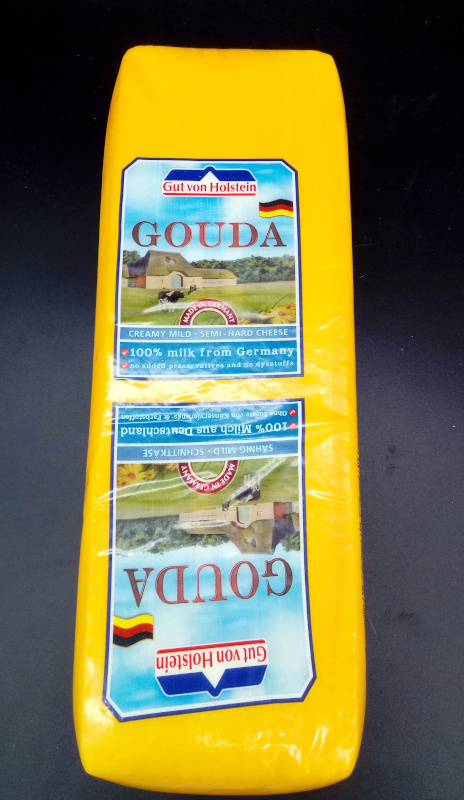 Gut von Holstein
GOUDA
MADE IN GERMANY
CREAMY MILD · SEMI-HARD CHEESE
100% milk from Germany
no added preservatives and no dyestuffs
Gut von Holstein
GOUDA
MADE IN GERMANY
SAHNIG MILD · SCHNITTKÄSE
100% Milch aus Deutschland
Ohne Zusatz von Konservierungs- & Farbstoffen